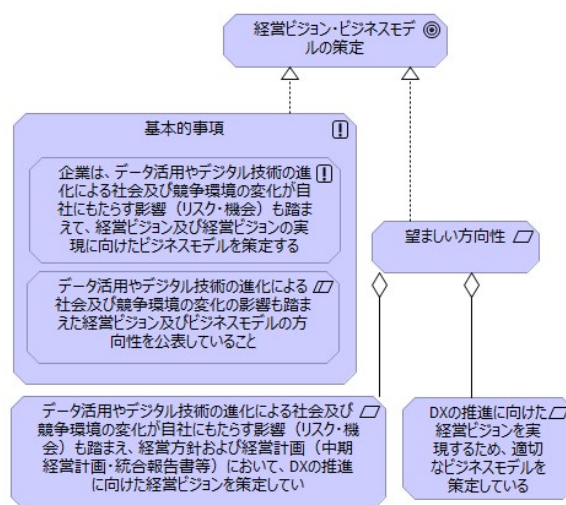 経営ビジョン・ビジネスモデ
ルの策定
基本的事項
企業は、データ活用やデジタル技術の進
化による社会及び競争環境の変化が自
社にもたらす影響（リスク・機会）も踏ま
えて、経営ビジョン及び経営ビジョンの実
現に向けたビジネスモデルを策定する
データ活用やデジタル技術の進化による
社会及び競争環境の変化の影響も踏ま
えた経営ビジョン及びビジネスモデルの方
向性を公表していること
望ましい方向性
データ活用やデジタル技術の進化による社会及び
競争環境の変化が自社にもたらす影響（リスク・機
会）も踏まえ、経営方針および経営計画（中期
経営計画・統合報告書等）において、DXの推進
に向けた経営ビジョンを策定してい
DXの推進に向けた
経営ビジョンを実
現するため、適切
なビジネスモデルを
策定している